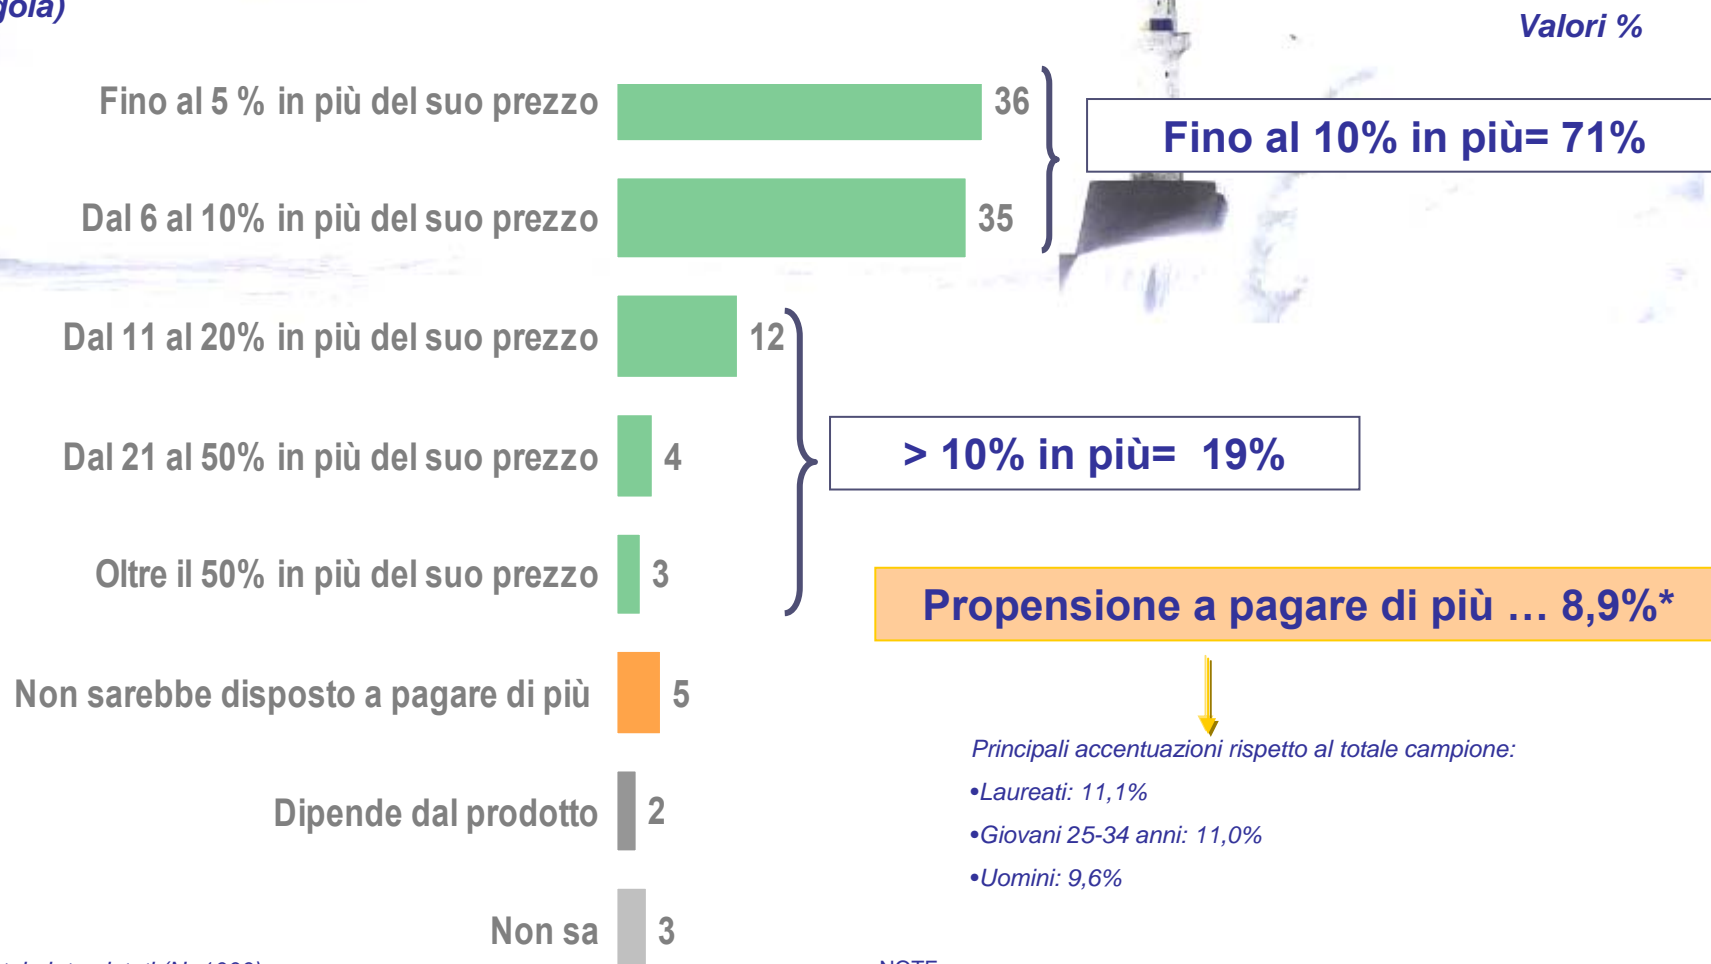 Valori %
Fino al 5 % in più del suo prezzo 36
Fino al 10% in più= 71%
Dal 6 al 10% in più del suo prezzo 35
Dal 11 al 20% in più del suo prezzo 12
Dal 21 al 50% in più del suo prezzo 4
> 10% in più= 19%
Oltre il 50% in più del suo prezzo 3
Propensione a pagare di più … 8,9%*
Non sarebbe disposto a pagare di più 5
Principali accentuazioni rispetto al totale campione:
•Laureati: 11,1%
•Giovani 25-34 anni: 11,0%
•Uomini: 9,6%
Dipende dal prodotto 2
Non sa 3